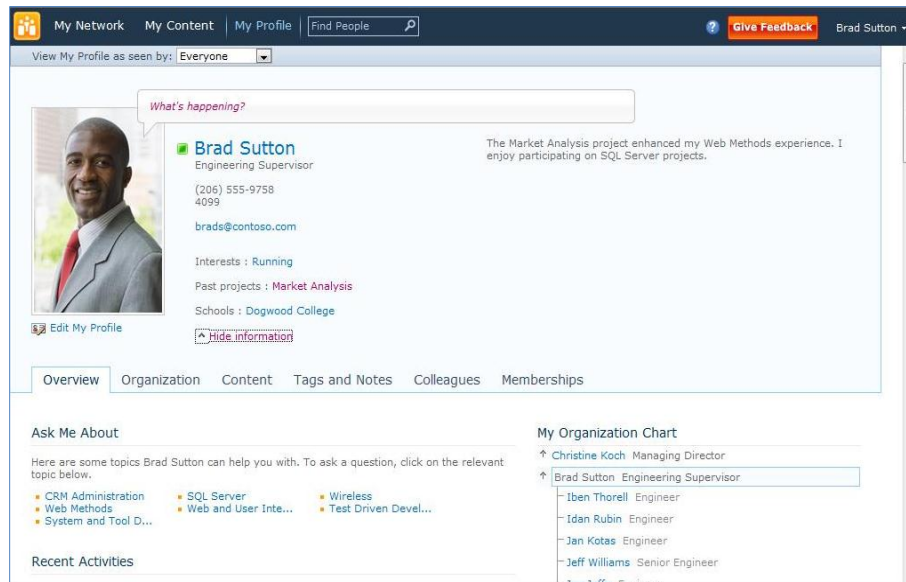 My Network My Content My Profile Find People Give Feedback Brad Sutton
View My Profile as seen by: Everyone
What's happening?
Brad Sutton
Engineering Supervisor
(206) 555-9758
4099
brads@contoso.com
Interests : Running
Past projects : Market Analysis
Schools : Dogwood College
Hide information
The Market Analysis project enhanced my Web Methods experience. I
enjoy participating on SQL Server projects.
Edit My Profile
Overview Organization Content Tags and Notes Colleagues Memberships
Ask Me About
Here are some topics Brad Sutton can help you with. To ask a question, click on the relevant
topic below.
CRM Administration SQL Server Wireless
Web Methods Web and User Inte... Test Driven Devel...
System and Tool D...
Recent Activities
My Organization Chart
Christine Koch Managing Director
Brad Sutton Engineering Supervisor
Iben Thorell Engineer
Idan Rubin Engineer
Jan Kotas Engineer
Jeff Williams Senior Engineer